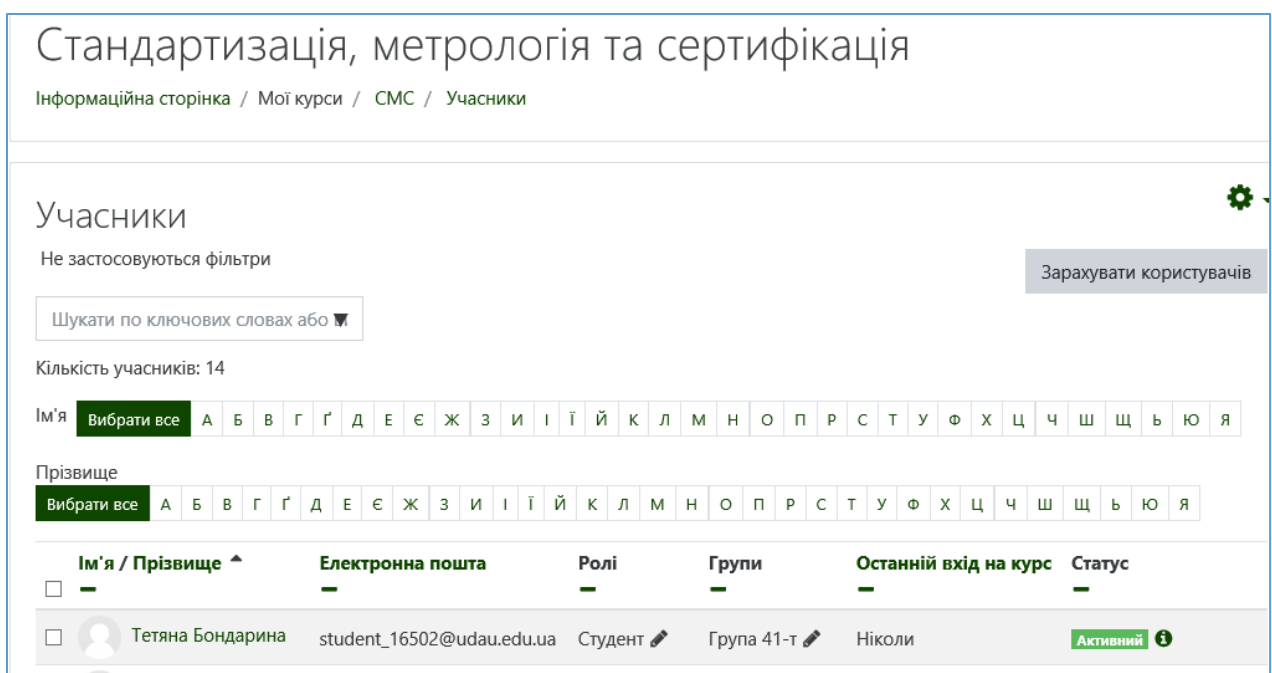 Стандартизація, метрологія та сертифікація
Інформаційна сторінка / Мої курси / СМС / Учасники
Учасники
Не застосовуються фільтри
Зарахувати користувачів
Шукати по ключових словах або
Кількість учасників: 14
Ім'я Вибрати все А Б В Г Ґ Д Е Є Ж З И І Ї Й К Л М Н О П Р С Т У Ф Х Ц Ч Ш Щ Ь Ю Я
Прізвище
Вибрати все А Б В Г Ґ Д Е Є Ж З И І Ї Й К Л М Н О П Р С Т У Ф Х Ц Ч Ш Щ Ь Ю Я
Ім'я / Прізвище Електронна пошта Ролі Групи Останній вхід на курс Статус
Тетяна Бондарина student_16502@udau.edu.ua Студент Група 41-т Ніколи Активний